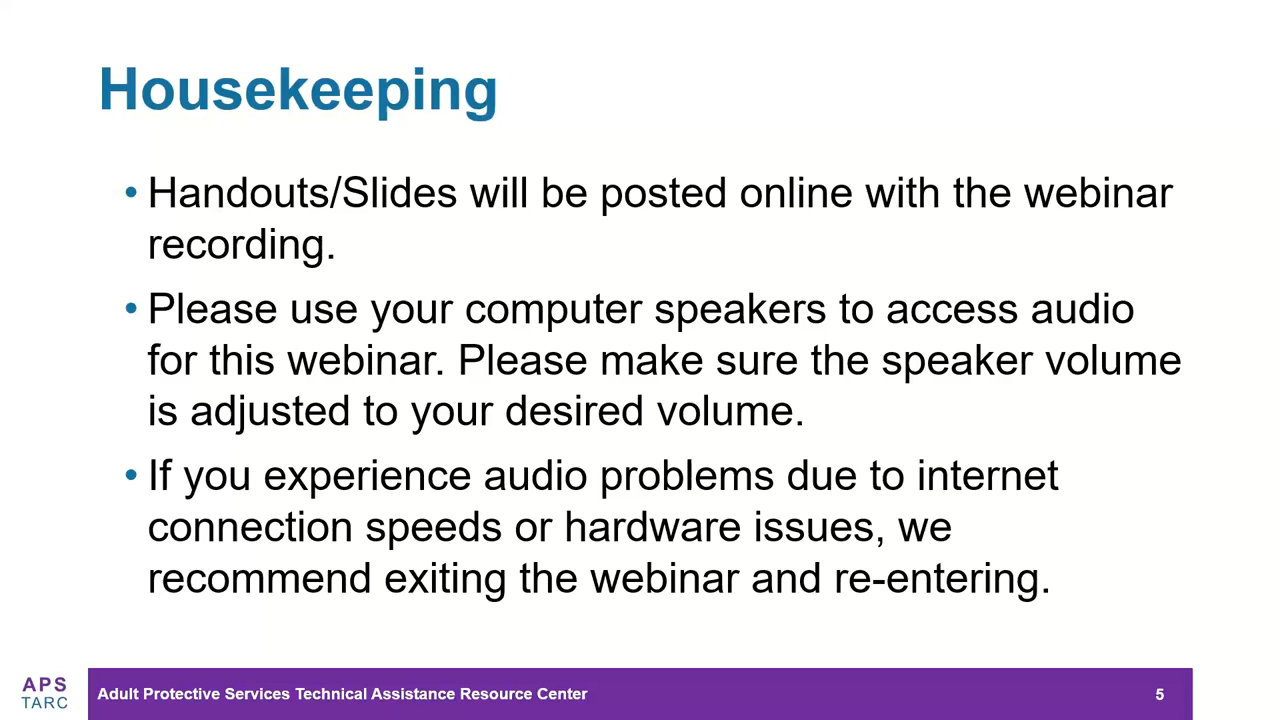 Housekeeping
• Handouts/Slides will be posted online with the webinar
recording.
• Please use your computer speakers to access audio
for this webinar. Please make sure the speaker volume
is adjusted to your desired volume.
• If you experience audio problems due to internet
connection speeds or hardware issues, we
recommend exiting the webinar and re-entering.
APS
TARC
Adult Protective Services Technical Assistance Resource Center
5